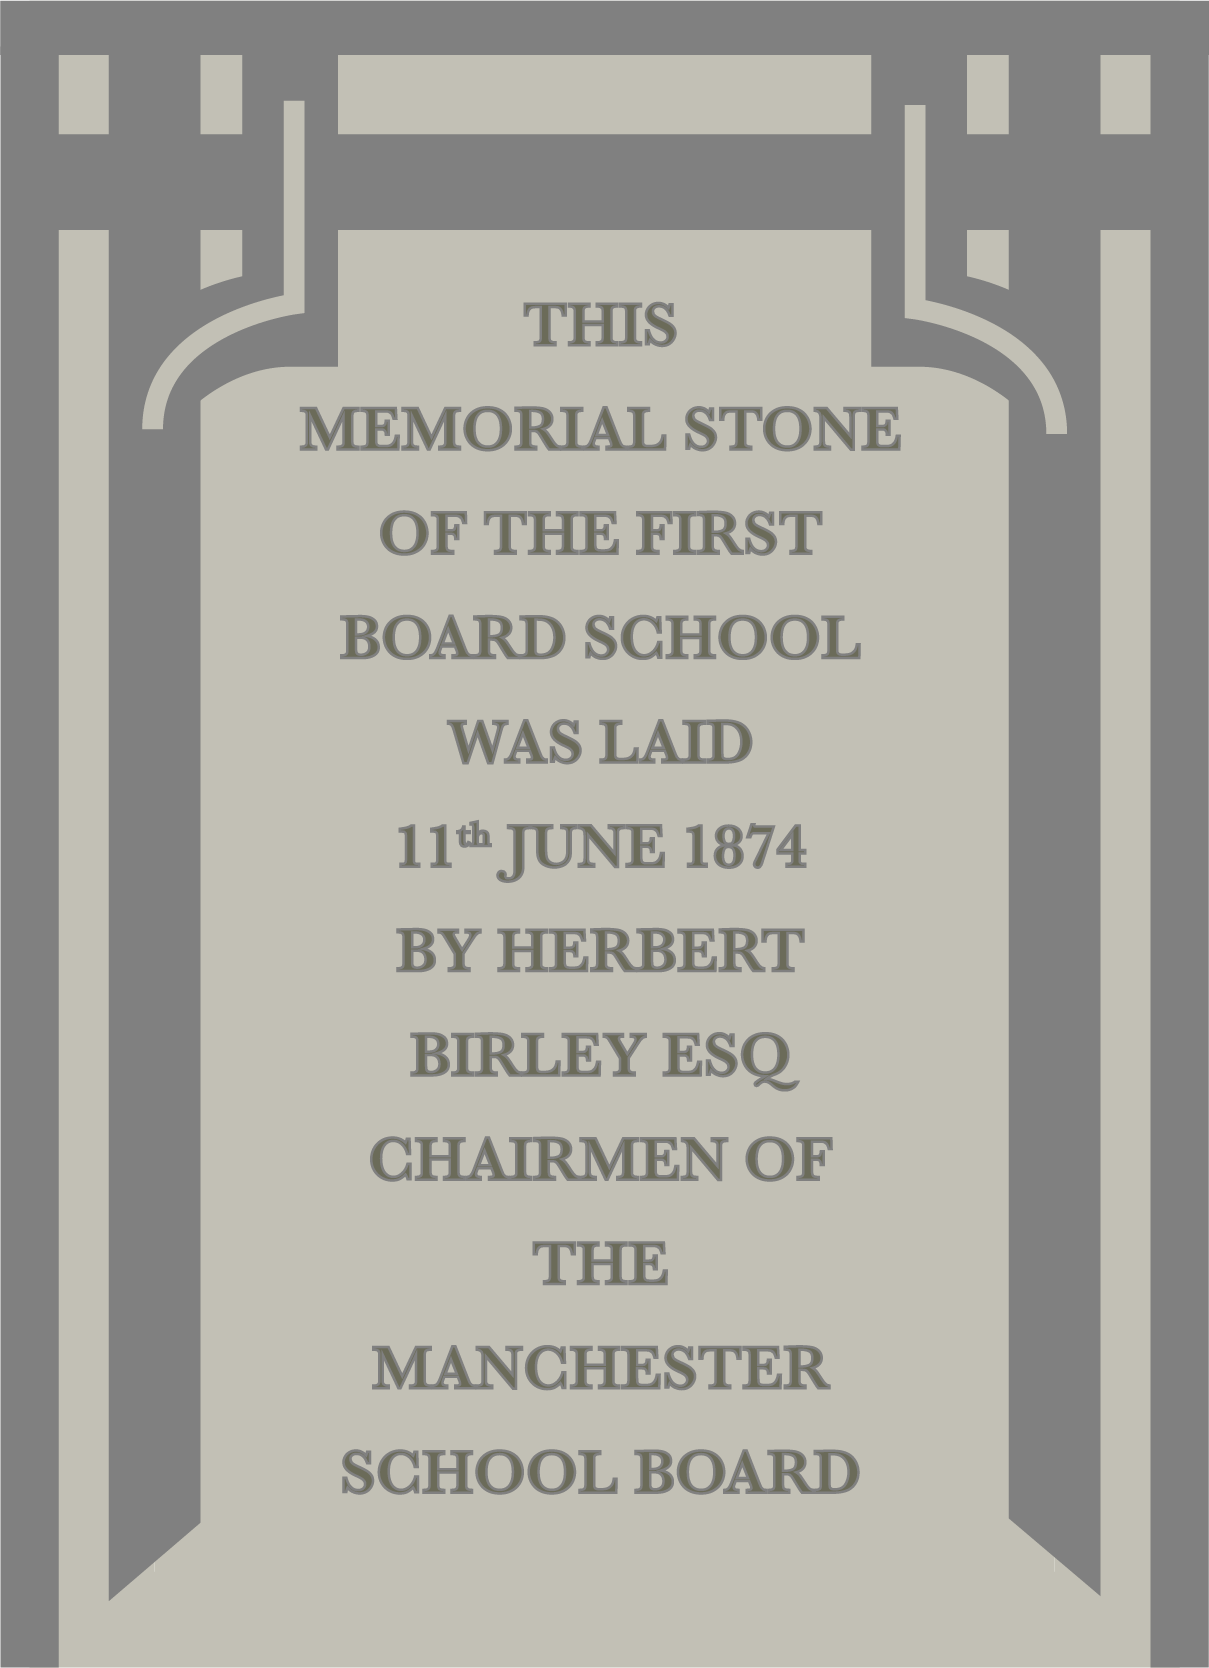 THIS
MEMORIAL STONE
OF THE FIRST
BOARD SCHOOL
WAS LAID
11th JUNE 1874
BY HERBERT
BIRLEY ESQ
CHAIRMEN OF
THE
MANCHESTER
SCHOOL BOARD